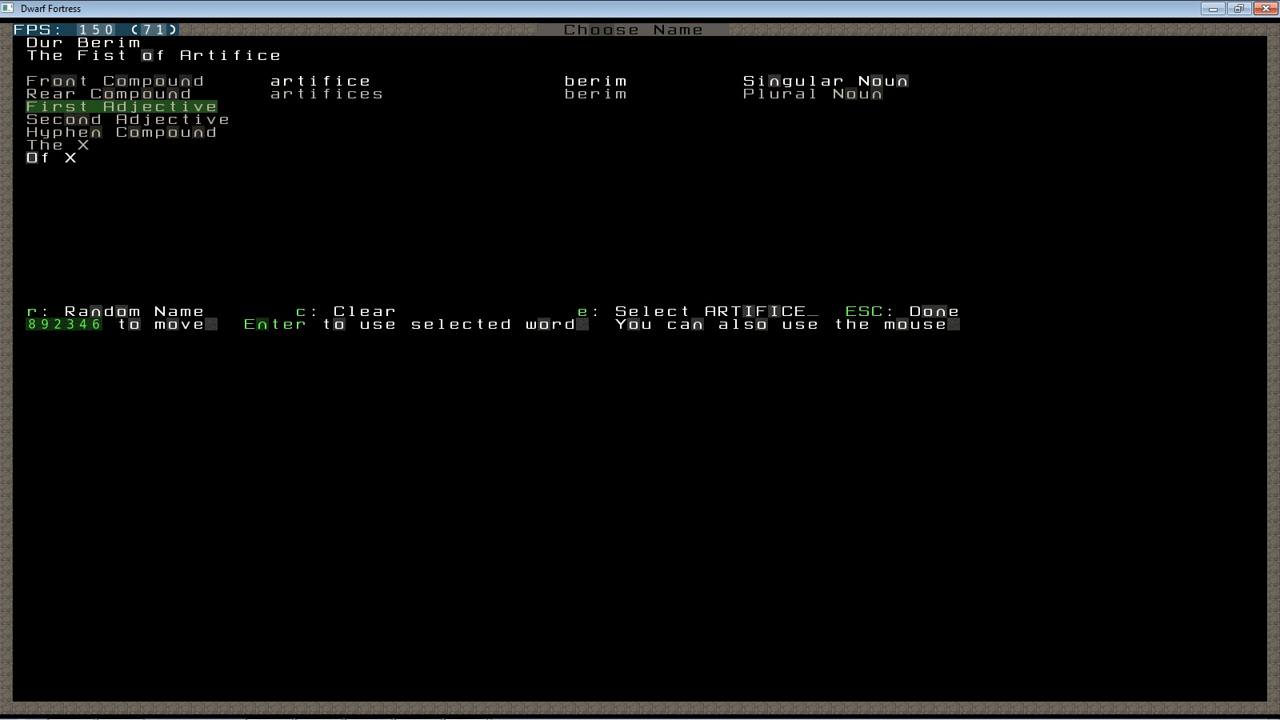 Dwarf Fortress
FPS: 150 (71) Choose Name
Dur Berim
The Fist of Artifice
Front Compound artifice berim Singular Noun
Rear Compound artifices berim Plural Noun
First Adjective
Second Adjective
Hyphen Compound
The X
Of X
r: Random Name c: Clear e: Select ARTIFICE_ ESC: Done
892346 to move Enter to use selected word You can also use the mouse